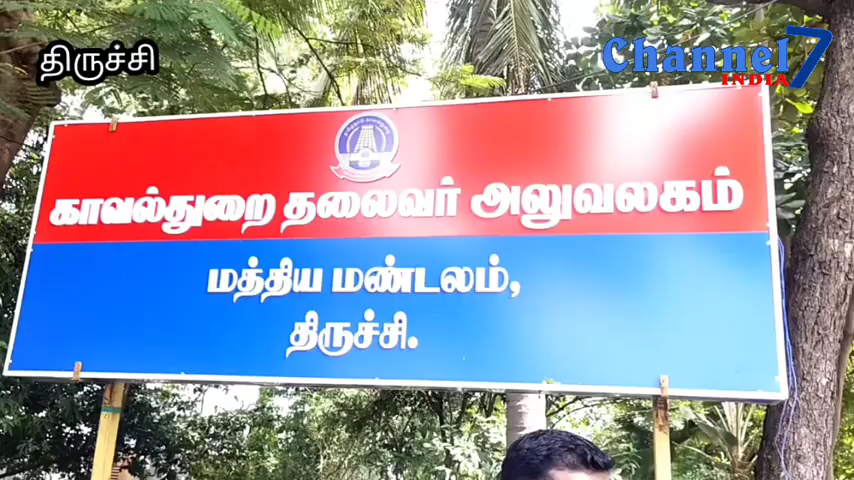 திருச்சி
Channel 7
INDIA
காவல்துறை தலைவர் அலுவலகம்
மத்திய மண்டலம்,
திருச்சி.